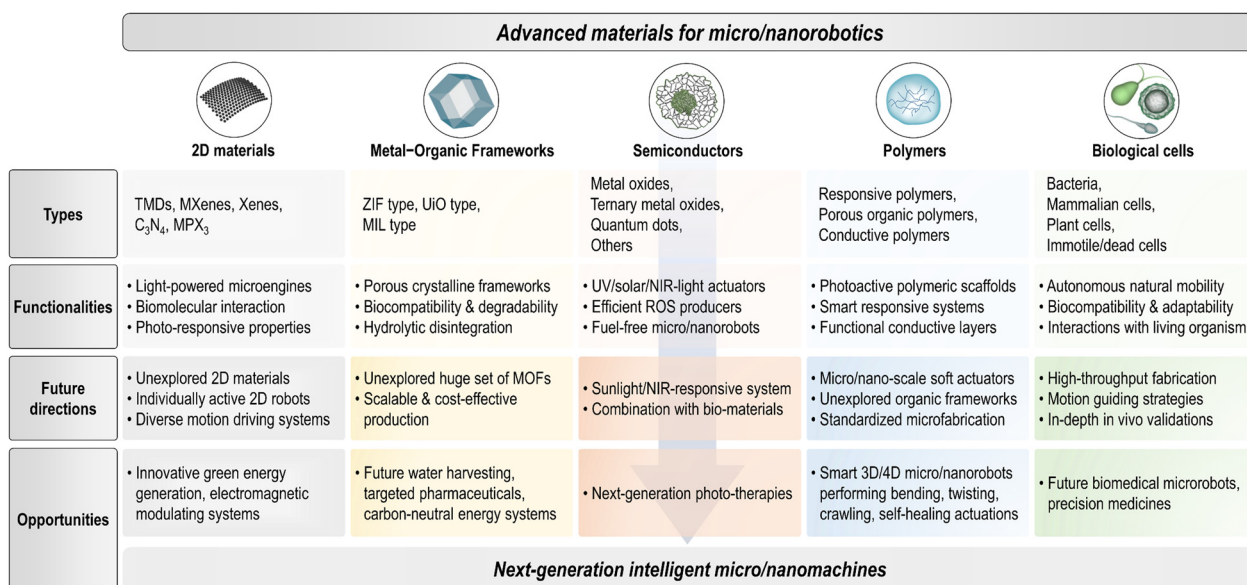 Advanced materials for micro/nanorobotics
2D materials
Metal−Organic Frameworks
Semiconductors
Polymers
Biological cells
Types
TMDs, MXenes, Xenes,
C₃N₄, MPX₃
ZIF type, UiO type,
MIL type
Metal oxides,
Ternary metal oxides,
Quantum dots,
Others
Responsive polymers,
Porous organic polymers,
Conductive polymers
Bacteria,
Mammalian cells,
Plant cells,
Immotile/dead cells
Functionalities
• Light-powered microengines
• Biomolecular interaction
• Photo-responsive properties
• Porous crystalline frameworks
• Biocompatibility & degradability
• Hydrolytic disintegration
• UV/solar/NIR-light actuators
• Efficient ROS producers
• Fuel-free micro/nanorobots
• Photoactive polymeric scaffolds
• Smart responsive systems
• Functional conductive layers
• Autonomous natural mobility
• Biocompatibility & adaptability
• Interactions with living organism
Future
directions
• Unexplored 2D materials
• Individually active 2D robots
• Diverse motion driving systems
• Unexplored huge set of MOFs
• Scalable & cost-effective
production
• Sunlight/NIR-responsive system
• Combination with bio-materials
• Micro/nano-scale soft actuators
• Unexplored organic frameworks
• Standardized microfabrication
• High-throughput fabrication
• Motion guiding strategies
• In-depth in vivo validations
Opportunities
• Innovative green energy
generation, electromagnetic
modulating systems
• Future water harvesting,
targeted pharmaceuticals,
carbon-neutral energy systems
• Next-generation photo-therapies
• Smart 3D/4D micro/nanorobots
performing bending, twisting,
crawling, self-healing actuations
• Future biomedical microrobots,
precision medicines
Next-generation intelligent micro/nanomachines